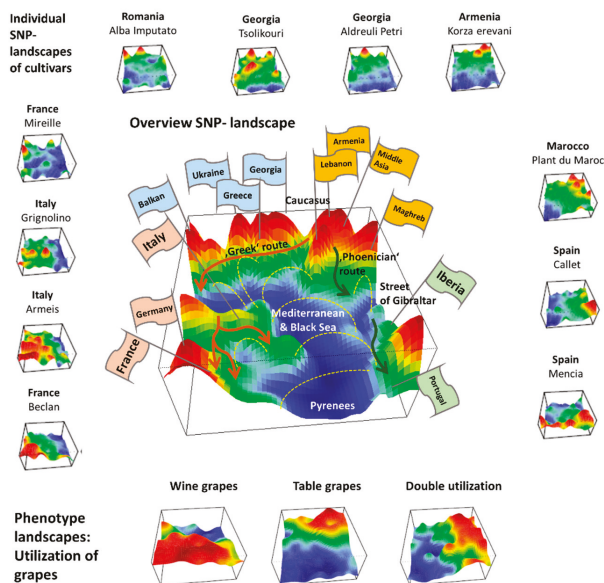 Individual
SNP-
landscapes
of cultivars
Romania
Alba Imputato
Georgia
Tsolikouri
Georgia
Aldreuli Petri
Armenia
Korza erevani
France
Mireille
Italy
Grignolino
Italy
Armeis
France
Beclan
Overview SNP- landscape
Balkan
Ukraine
Greece
Georgia
Caucasus
Armenia
Lebanon
Middle
Asia
Maghreb
Italy
Germany
France
‚Greek‘ route
‚Phoenician‘
route
Street
of Gibraltar
Iberia
Portugal
Mediterranean
& Black Sea
Pyrenees
Marocco
Plant du Maroc
Spain
Callet
Spain
Mencia
Phenotype
landscapes:
Utilization of
grapes
Wine grapes
Table grapes
Double utilization